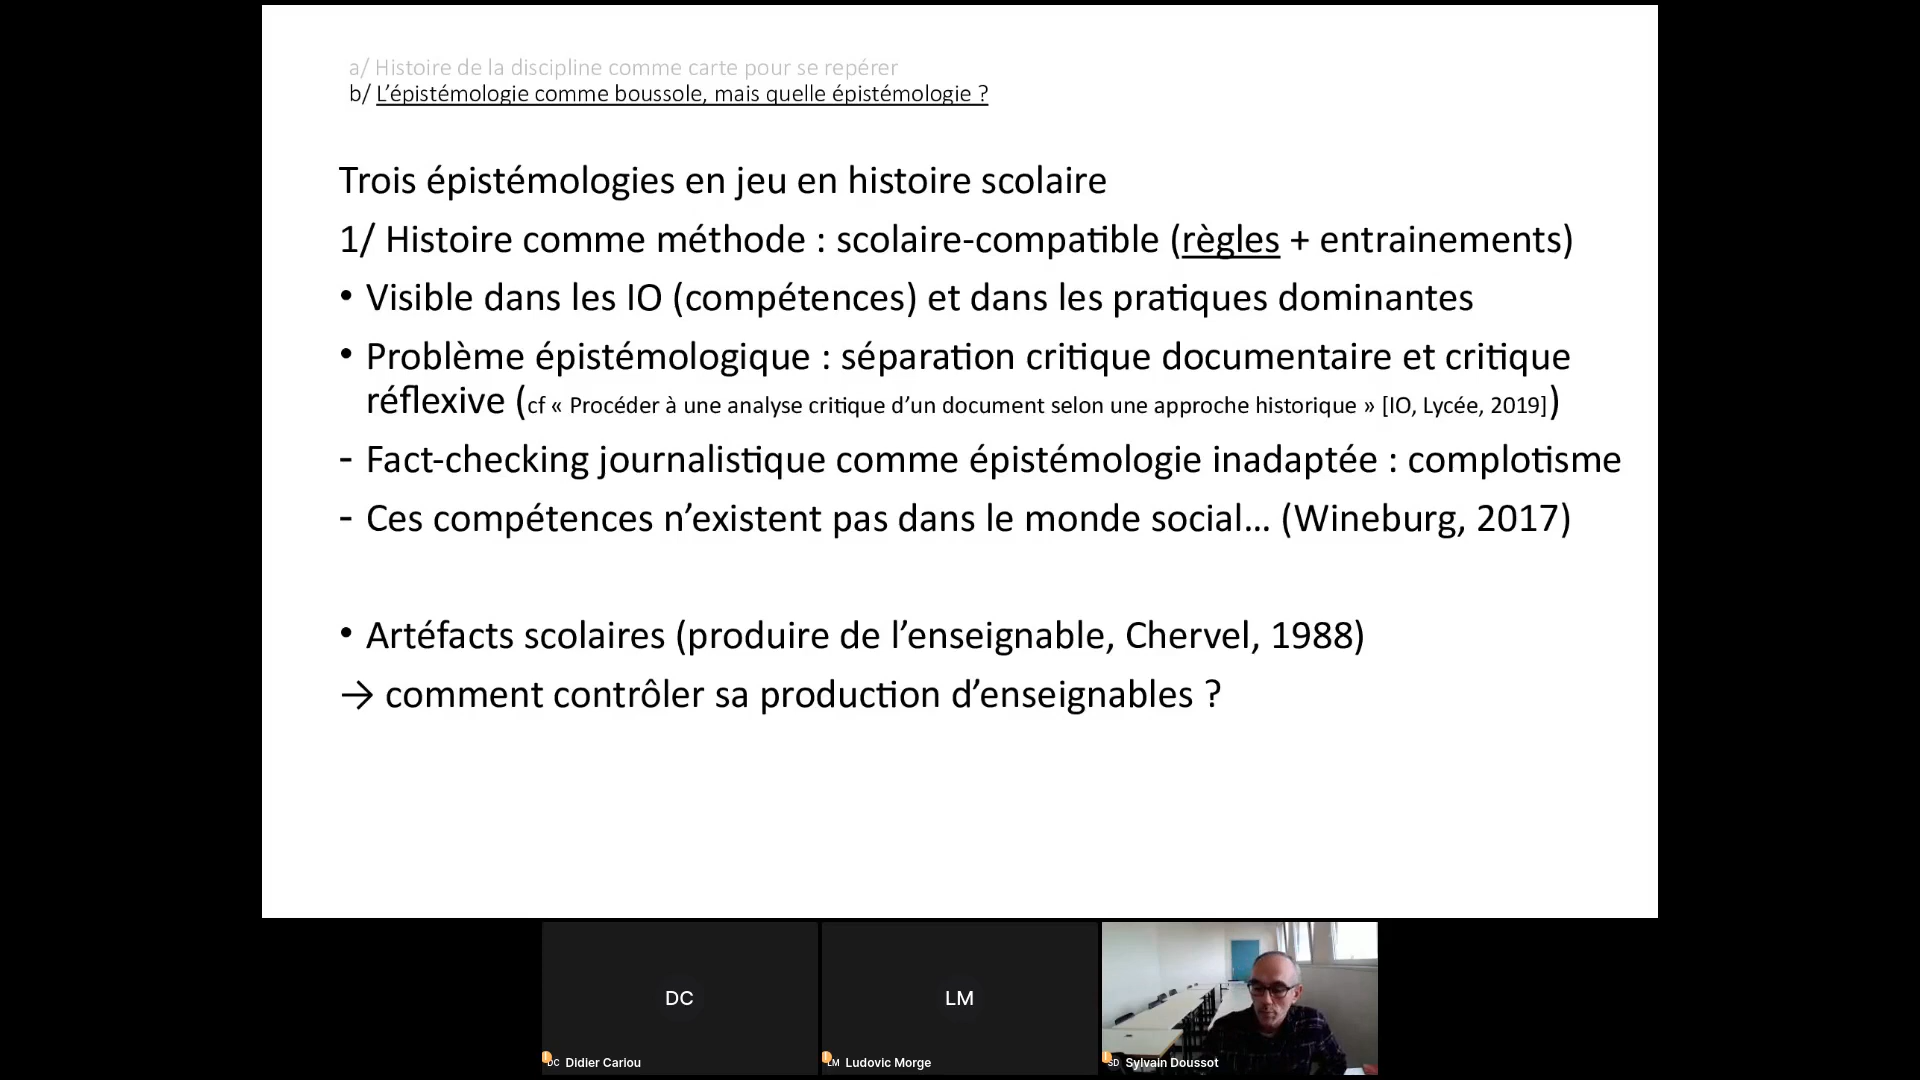 a/ Histoire de la discipline comme carte pour se repérer
b/ L’épistémologie comme boussole, mais quelle épistémologie ?
Trois épistémologies en jeu en histoire scolaire
1/ Histoire comme méthode : scolaire-compatible (règles + entrainements)
• Visible dans les IO (compétences) et dans les pratiques dominantes
• Problème épistémologique : séparation critique documentaire et critique
réflexive (cf « Procéder à une analyse critique d’un document selon une approche historique » [IO, Lycée, 2019])
- Fact-checking journalistique comme épistémologie inadaptée : complotisme
- Ces compétences n’existent pas dans le monde social… (Wineburg, 2017)
• Artéfacts scolaires (produire de l’enseignable, Chervel, 1988)
→ comment contrôler sa production d’enseignables ?
DC
LM
DC Didier Cariou
LM Ludovic Morge
SD Sylvain Doussot